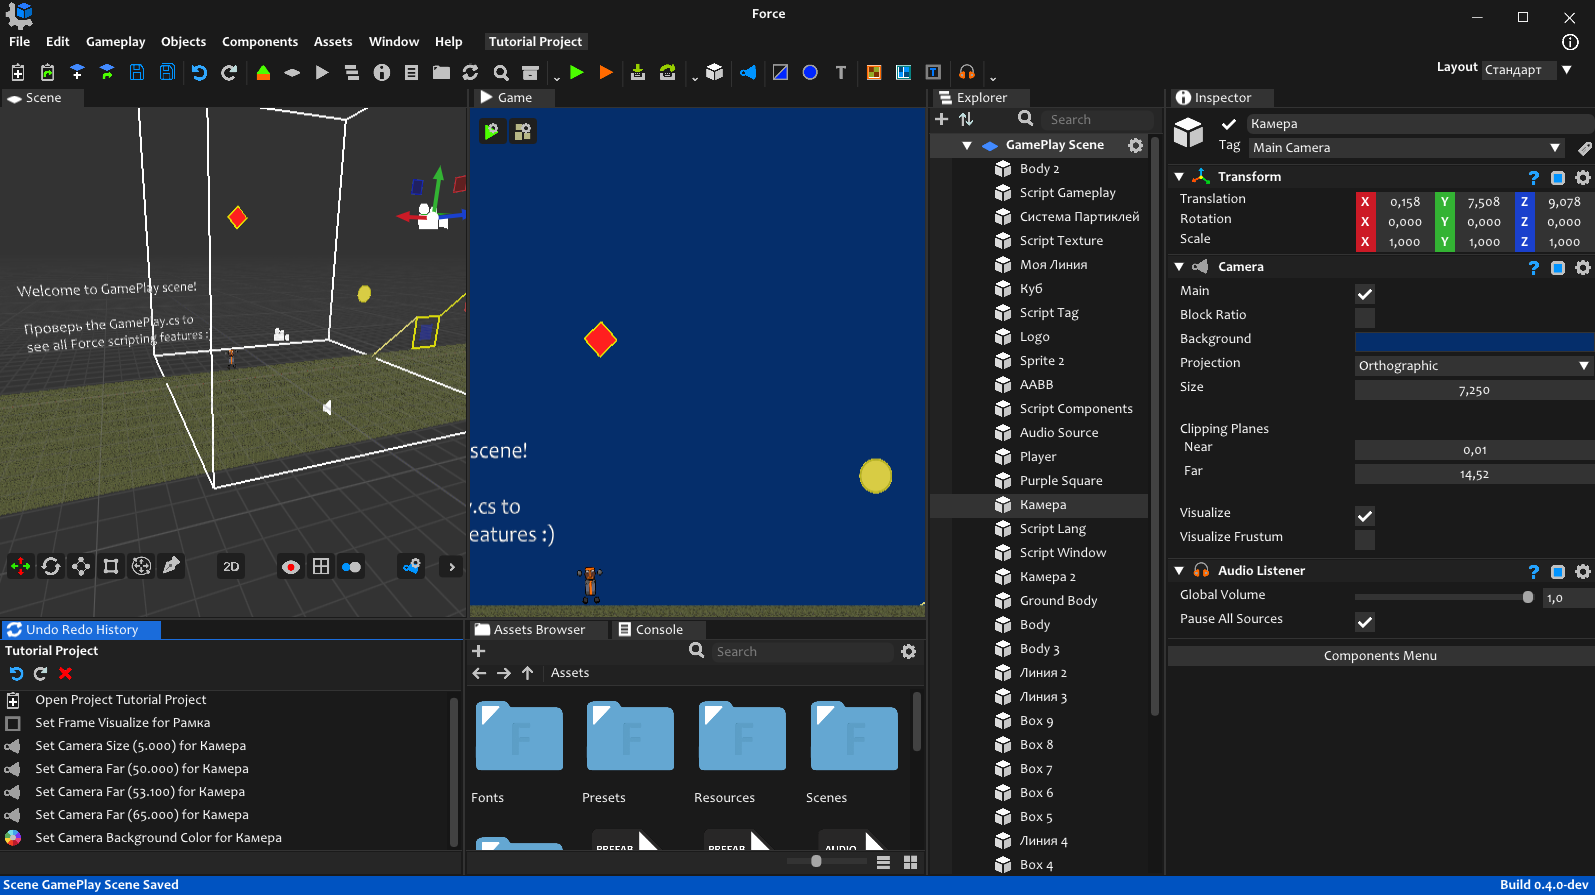 Force
File Edit Gameplay Objects Components Assets Window Help Tutorial Project
Layout Стандарт
Scene
Welcome to GamePlay scene!
Проверь the GamePlay.cs to
see all Force scripting features :
2D
Game
scene!
.cs to
eatures :)
Explorer
Search
GamePlay Scene
Body 2
Script Gameplay
Система Партиклей
Script Texture
Моя Линия
Куб
Script Tag
Logo
Sprite 2
AABB
Script Components
Audio Source
Player
Purple Square
Камера
Script Lang
Script Window
Камера 2
Ground Body
Body
Body 3
Линия 2
Линия 3
Box 9
Box 8
Box 7
Box 6
Box 5
Линия 4
Box 4
Inspector
Камера
Tag Main Camera
Transform
Translation X 0,158 Y 7,508 Z 9,078
Rotation X 0,000 Y 0,000 Z 0,000
Scale X 1,000 Y 1,000 Z 1,000
Camera
Main
Block Ratio
Background
Projection Orthographic
Size 7,250
Clipping Planes
Near 0,01
Far 14,52
Visualize
Visualize Frustum
Audio Listener
Global Volume 1,0
Pause All Sources
Components Menu
Undo Redo History
Tutorial Project
Open Project Tutorial Project
Set Frame Visualize for Рамка
Set Camera Size (5.000) for Камера
Set Camera Far (50.000) for Камера
Set Camera Far (53.100) for Камера
Set Camera Far (65.000) for Камера
Set Camera Background Color for Камера
Assets Browser Console
Search
Assets
Fonts Presets Resources Scenes
PREFAB PREFAB AUDIO
Scene GamePlay Scene Saved
Build 0.4.0-dev